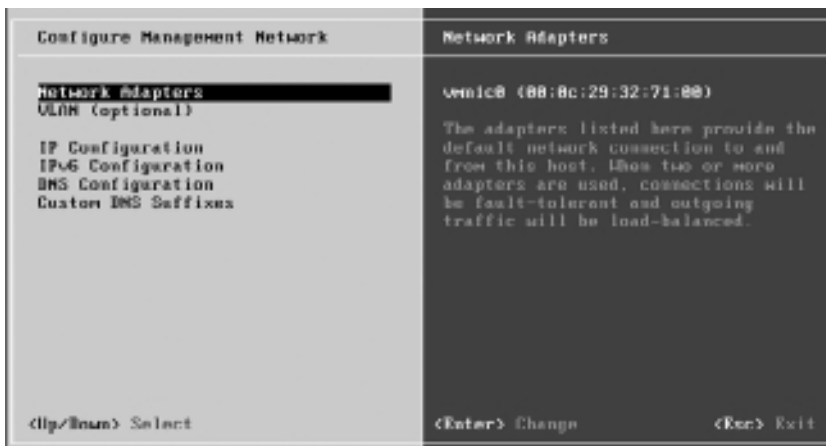 Configure Management Network
Network Adapters
VLAN (optional)
IP Configuration
IPv6 Configuration
DNS Configuration
Custom DNS Suffixes
<Up/Down> Select
Network Adapters
vmnic0 (00:0c:29:32:71:00)
The adapters listed here provide the
default network connection to and
from this host. When two or more
adapters are used, connections will
be fault-tolerant and outgoing
traffic will be load-balanced.
<Enter> Change
<Esc> Exit